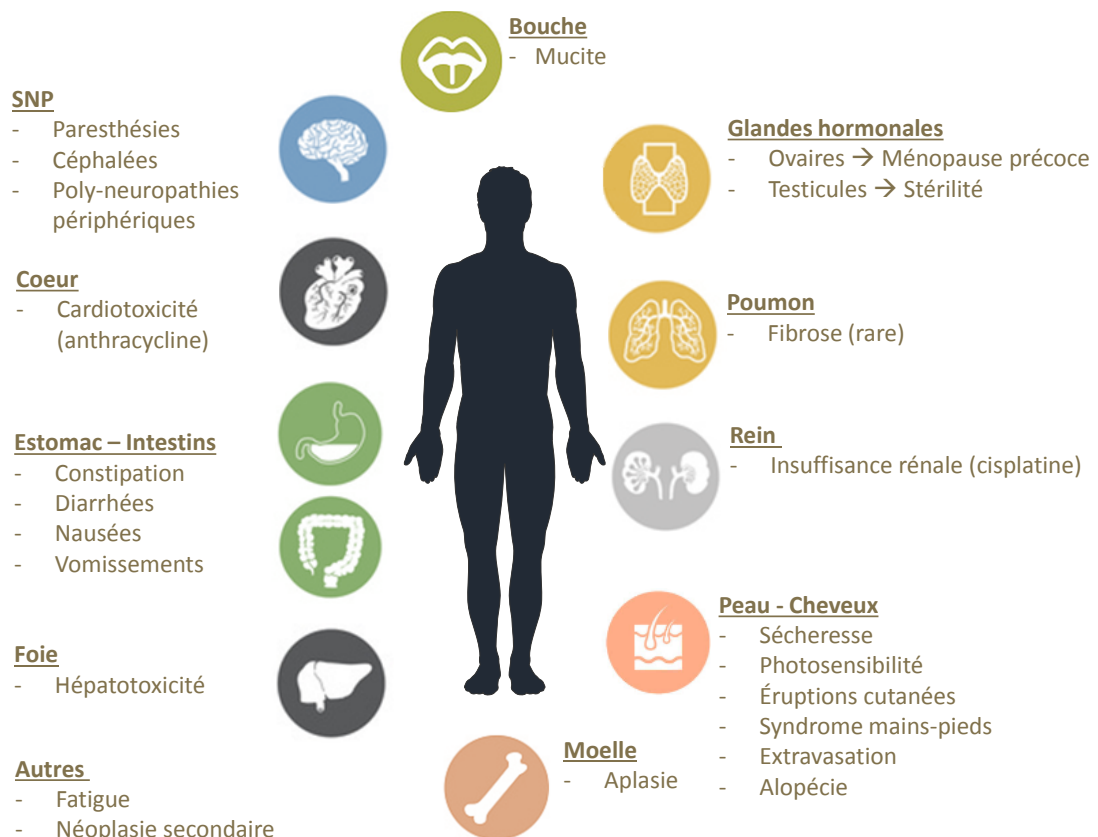 Bouche
- Mucite
SNP
- Paresthésies
- Céphalées
- Poly-neuropathies
périphériques
Coeur
- Cardiotoxicité
(anthracycline)
Estomac – Intestins
- Constipation
- Diarrhées
- Nausées
- Vomissements
Foie
- Hépatotoxicité
Autres
- Fatigue
- Néoplasie secondaire
Glandes hormonales
- Ovaires → Ménopause précoce
- Testicules → Stérilité
Poumon
- Fibrose (rare)
Rein
- Insuffisance rénale (cisplatine)
Peau - Cheveux
- Sécheresse
- Photosensibilité
- Éruptions cutanées
- Syndrome mains-pieds
- Extravasation
- Alopécie
Moelle
- Aplasie